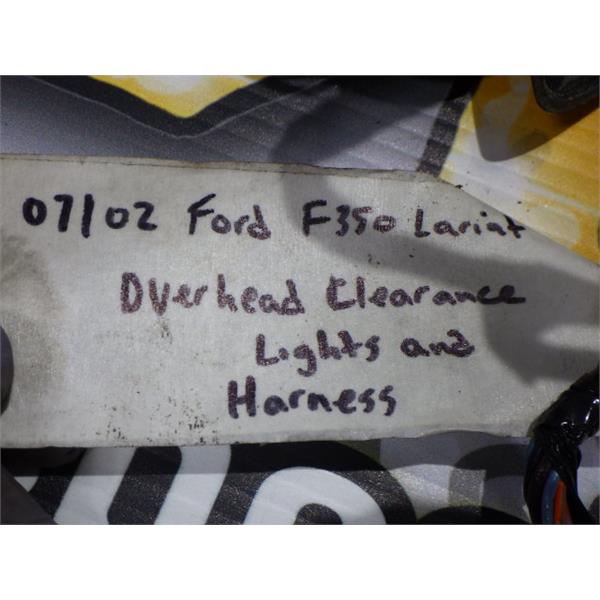 07/02 Ford F350 Lariat
Overhead Clearance
Lights and
Harness